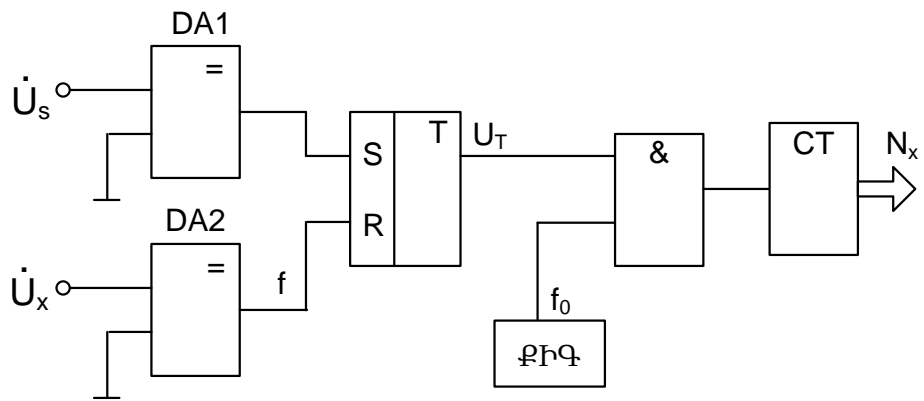 DA1
=
U̇s
S
T
UT
R
&
CT
Nx
DA2
=
U̇x
f
f0
ՔԻԳ